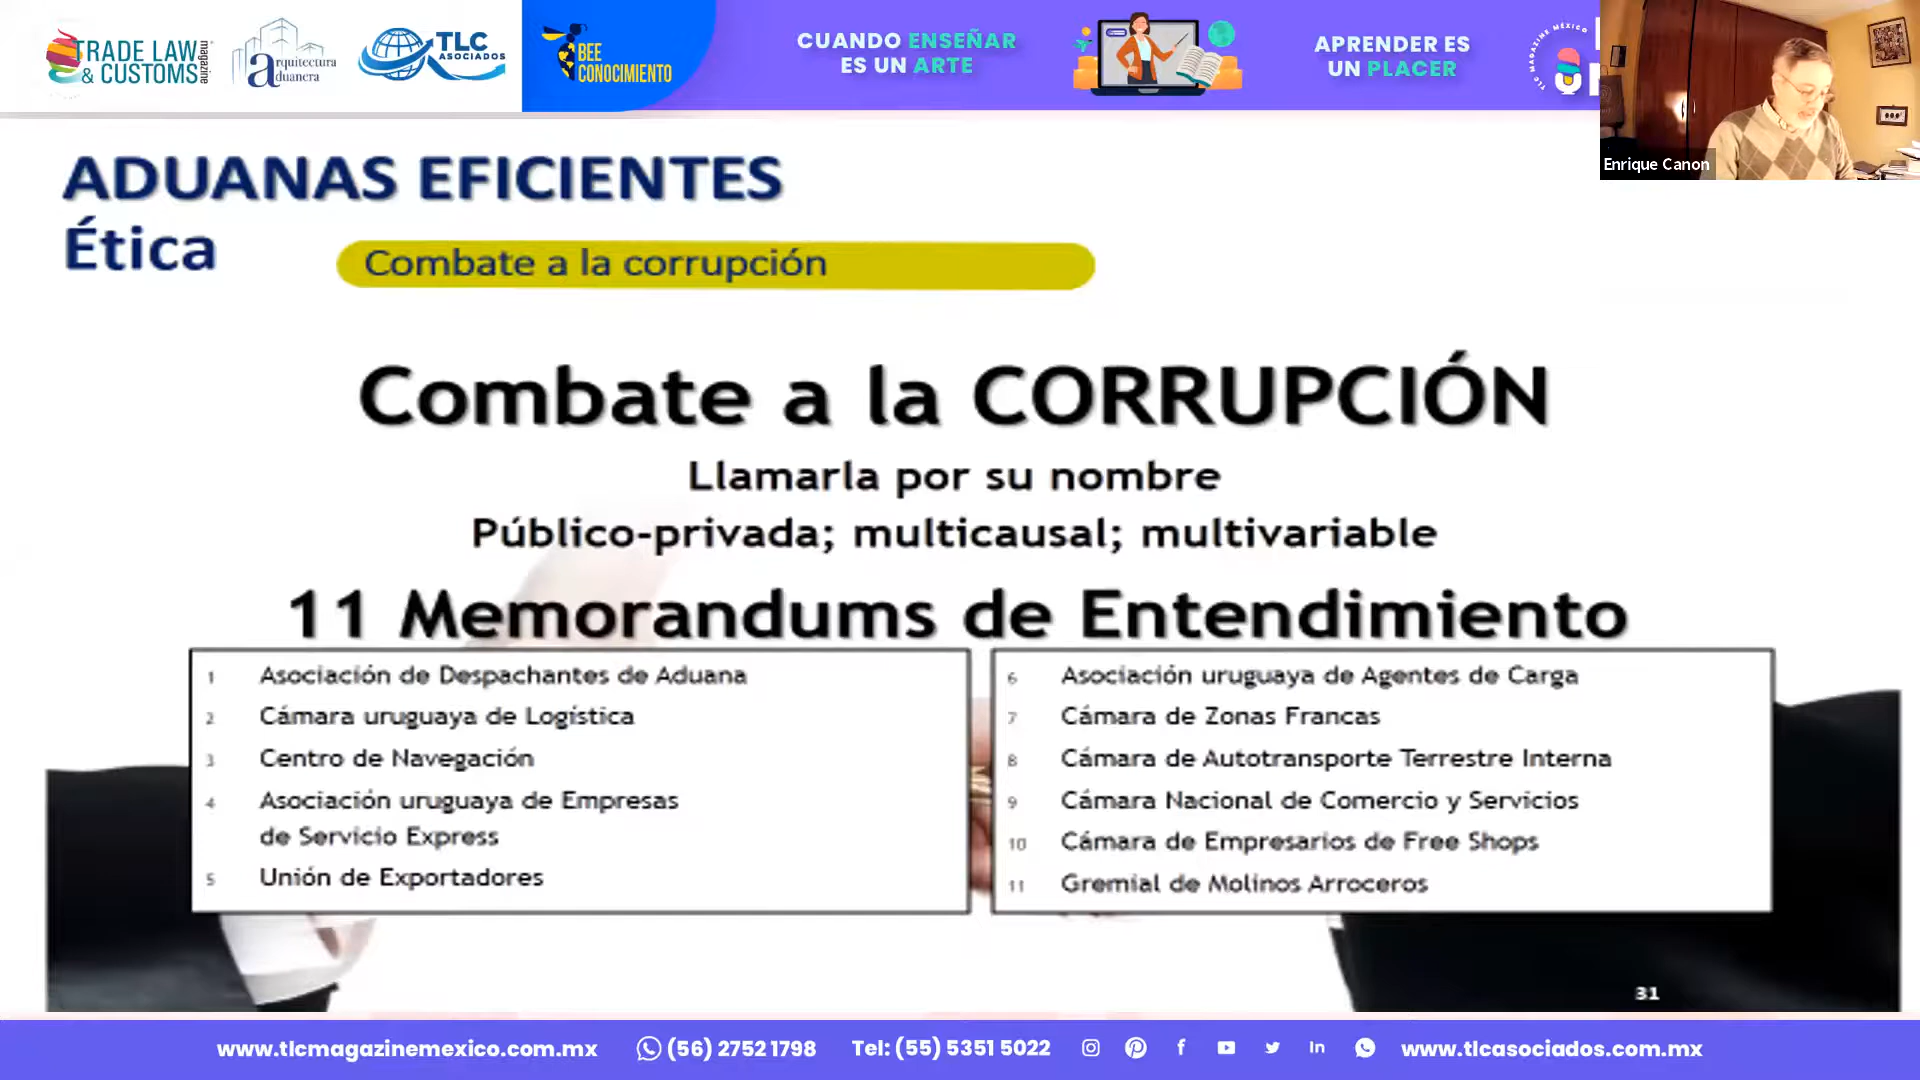 TRADE LAW
& CUSTOMS
magazine
arquitectura
aduanera
TLC
ASOCIADOS
BEE
CONOCIMIENTO
CUANDO ENSEÑAR
ES UN ARTE
APRENDER ES
UN PLACER
TLC MAGAZINE MÉXICO
Enrique Canon
ADUANAS EFICIENTES
Ética
Combate a la corrupción
Combate a la CORRUPCIÓN
Llamarla por su nombre
Público-privada; multicausal; multivariable
11 Memorandums de Entendimiento
1 Asociación de Despachantes de Aduana
2 Cámara uruguaya de Logística
3 Centro de Navegación
4 Asociación uruguaya de Empresas
de Servicio Express
5 Unión de Exportadores
6 Asociación uruguaya de Agentes de Carga
7 Cámara de Zonas Francas
8 Cámara de Autotransporte Terrestre Interna
9 Cámara Nacional de Comercio y Servicios
10 Cámara de Empresarios de Free Shops
11 Gremial de Molinos Arroceros
31
www.tlcmagazinemexico.com.mx (56) 2752 1798 Tel: (55) 5351 5022 www.tlcasociados.com.mx